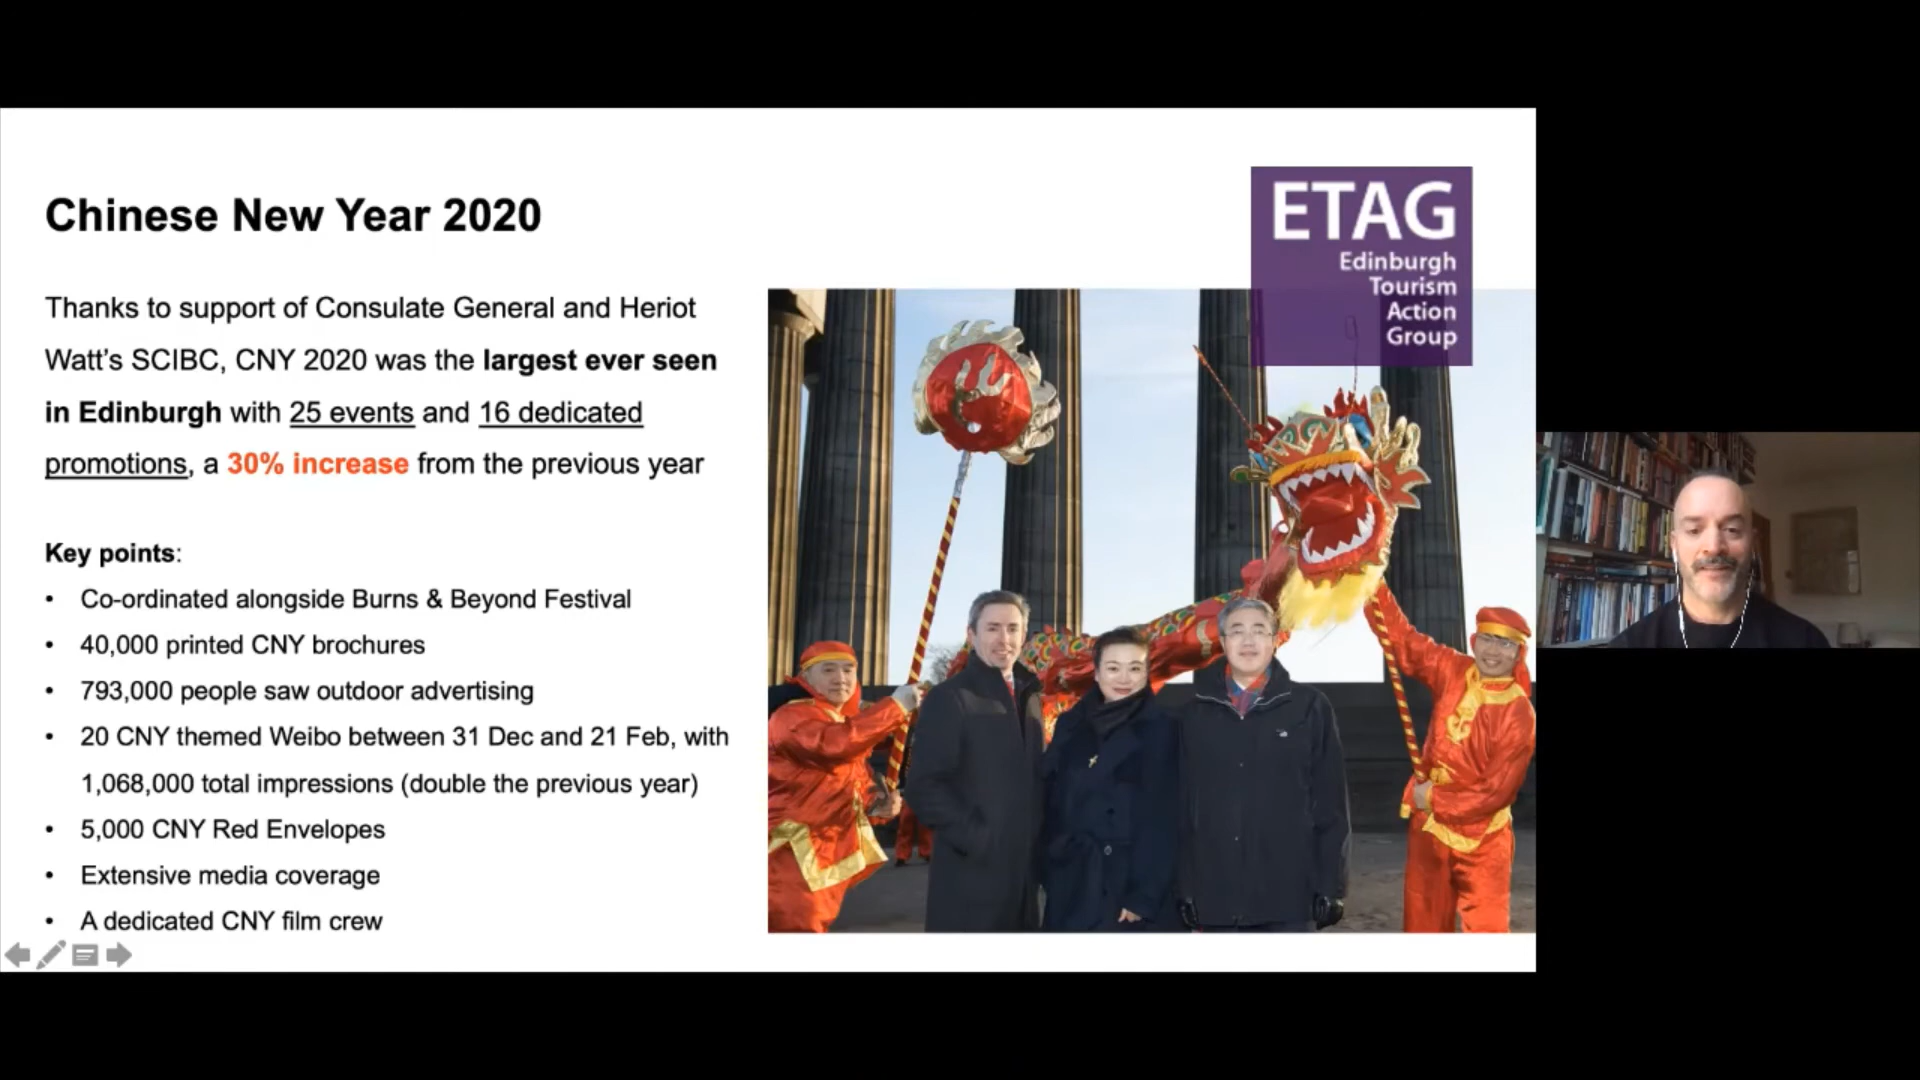 Chinese New Year 2020
ETAG
Edinburgh
Tourism
Action
Group
Thanks to support of Consulate General and Heriot
Watt's SCIBC, CNY 2020 was the largest ever seen
in Edinburgh with 25 events and 16 dedicated
promotions, a 30% increase from the previous year
Key points:
• Co-ordinated alongside Burns & Beyond Festival
• 40,000 printed CNY brochures
• 793,000 people saw outdoor advertising
• 20 CNY themed Weibo between 31 Dec and 21 Feb, with
1,068,000 total impressions (double the previous year)
• 5,000 CNY Red Envelopes
• Extensive media coverage
• A dedicated CNY film crew